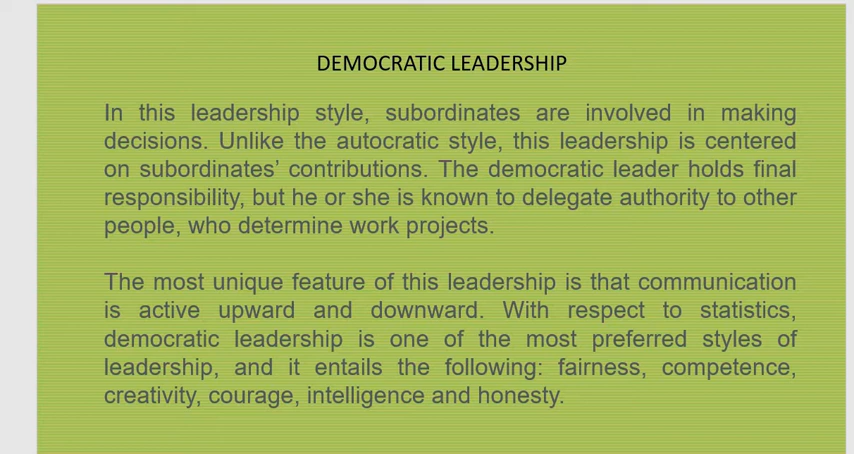 DEMOCRATIC LEADERSHIP
In this leadership style, subordinates are involved in making
decisions. Unlike the autocratic style, this leadership is centered
on subordinates’ contributions. The democratic leader holds final
responsibility, but he or she is known to delegate authority to other
people, who determine work projects.
The most unique feature of this leadership is that communication
is active upward and downward. With respect to statistics,
democratic leadership is one of the most preferred styles of
leadership, and it entails the following: fairness, competence,
creativity, courage, intelligence and honesty.